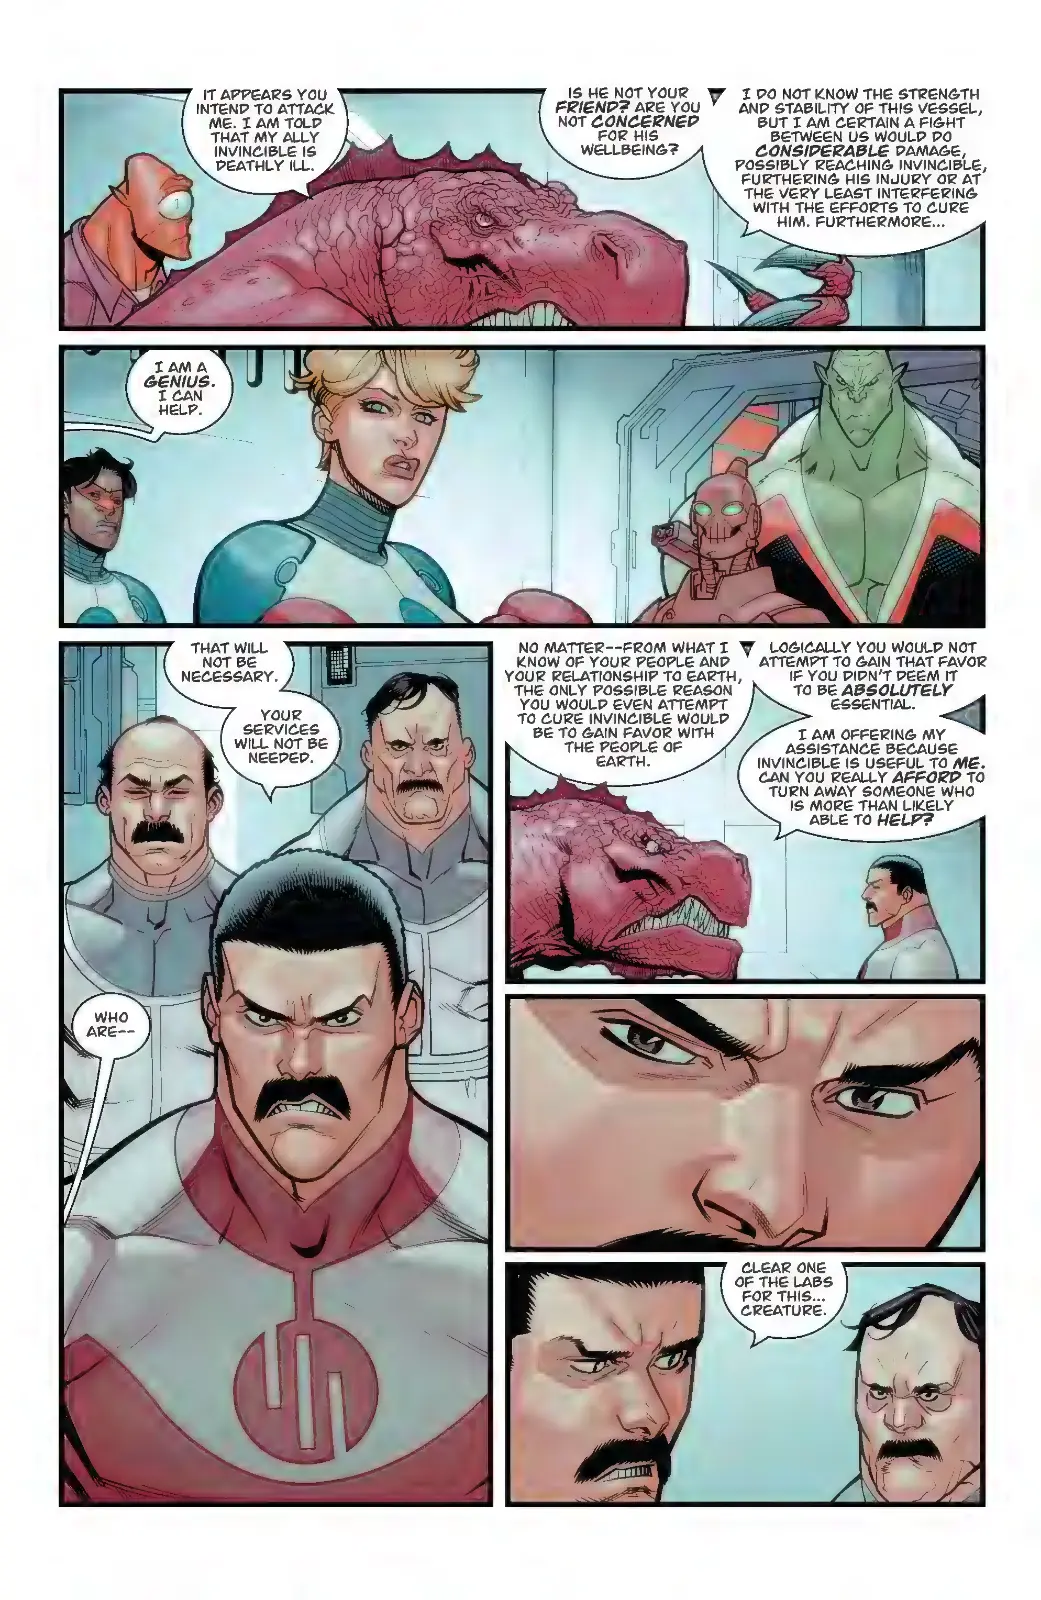 IT APPEARS YOU
INTEND TO ATTACK
ME. I AM TOLD
THAT MY ALLY
INVINCIBLE IS
DEATHLY ILL.
IS HE NOT YOUR
FRIEND? ARE YOU
NOT CONCERNED
FOR HIS
WELLBEING?
I DO NOT KNOW THE STRENGTH
AND STABILITY OF THIS VESSEL,
BUT I AM CERTAIN A FIGHT
BETWEEN US WOULD DO
CONSIDERABLE DAMAGE,
POSSIBLY REACHING INVINCIBLE,
FURTHERING HIS INJURY OR AT
THE VERY LEAST INTERFERING
WITH THE EFFORTS TO CURE
HIM. FURTHERMORE...
I AM A
GENIUS.
I CAN
HELP.
THAT WILL
NOT BE
NECESSARY.
YOUR
SERVICES
WILL NOT BE
NEEDED.
WHO
ARE--
NO MATTER--FROM WHAT I
KNOW OF YOUR PEOPLE AND
YOUR RELATIONSHIP TO EARTH,
THE ONLY POSSIBLE REASON
YOU WOULD EVEN ATTEMPT
TO CURE INVINCIBLE WOULD
BE TO GAIN FAVOR WITH
THE PEOPLE OF
EARTH.
LOGICALLY YOU WOULD NOT
ATTEMPT TO GAIN THAT FAVOR
IF YOU DIDN'T DEEM IT
TO BE ABSOLUTELY
ESSENTIAL.
I AM OFFERING MY
ASSISTANCE BECAUSE
INVINCIBLE IS USEFUL TO ME.
CAN YOU REALLY AFFORD TO
TURN AWAY SOMEONE WHO
IS MORE THAN LIKELY
ABLE TO HELP?
CLEAR ONE
OF THE LABS
FOR THIS...
CREATURE.